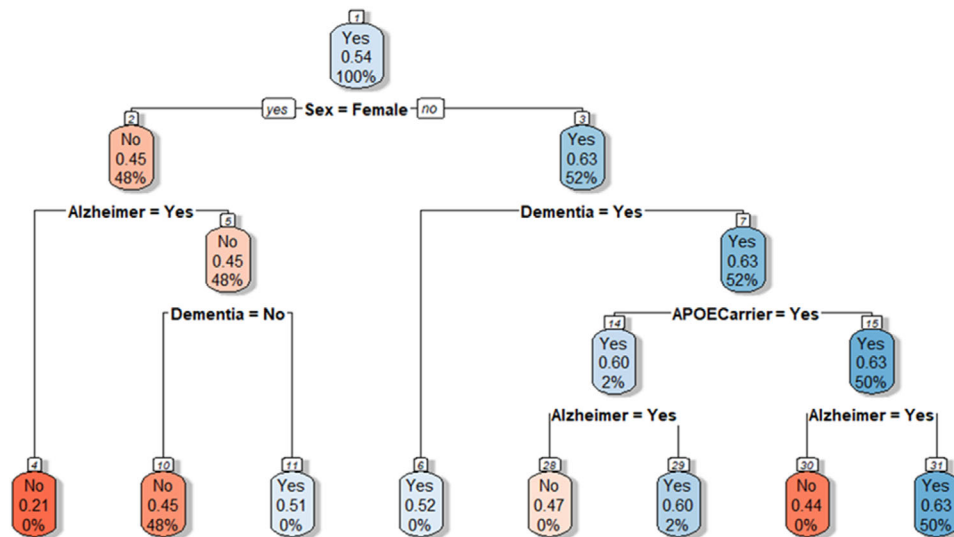 1
Yes
0.54
100%
yes Sex = Female no
2
No
0.45
48%
3
Yes
0.63
52%
Alzheimer = Yes
Dementia = Yes
5
No
0.45
48%
7
Yes
0.63
52%
Dementia = No
APOECarrier = Yes
14
Yes
0.60
2%
15
Yes
0.63
50%
Alzheimer = Yes
Alzheimer = Yes
4
No
0.21
0%
10
No
0.45
48%
11
Yes
0.51
0%
6
Yes
0.52
0%
28
No
0.47
0%
29
Yes
0.60
2%
30
No
0.44
0%
31
Yes
0.63
50%